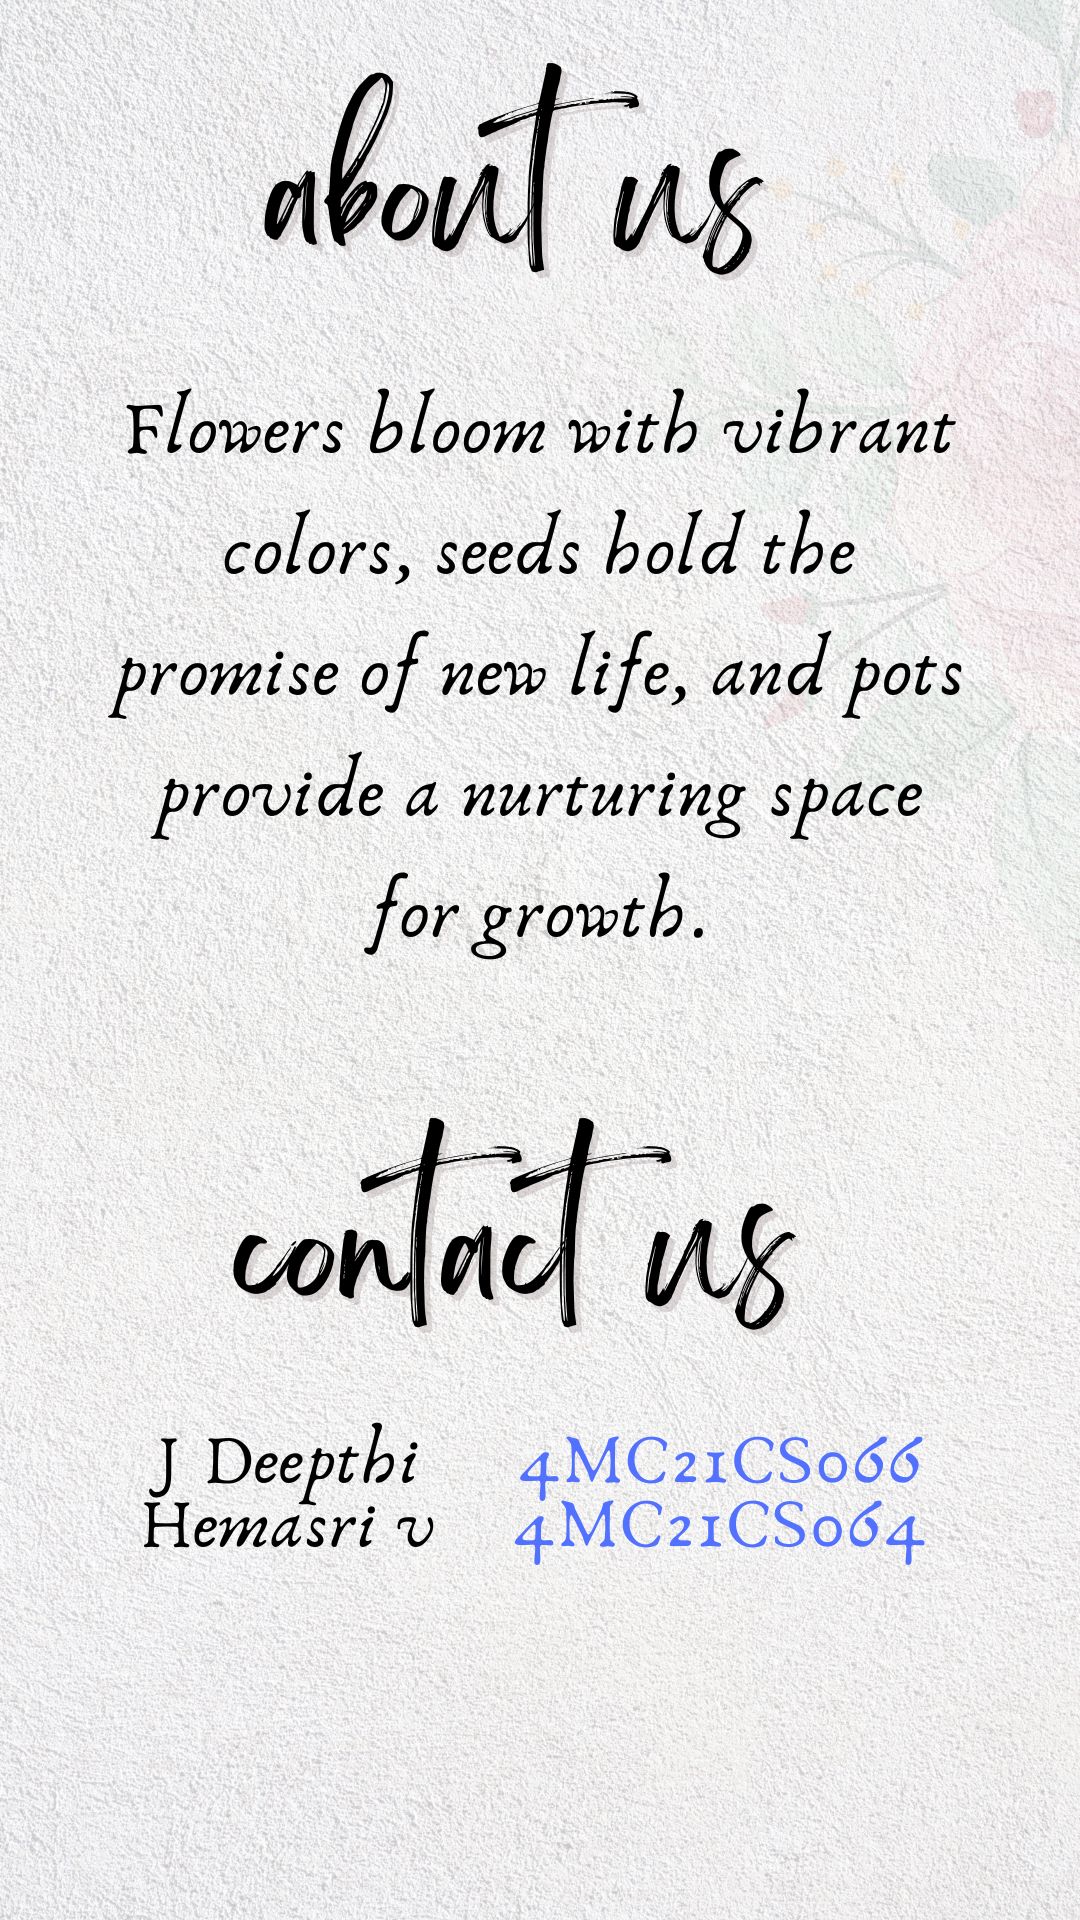 about us
Flowers bloom with vibrant
colors, seeds hold the
promise of new life, and pots
provide a nurturing space
for growth.
contact us
J Deepthi 4MC21CS066
Hemasri v 4MC21CS064